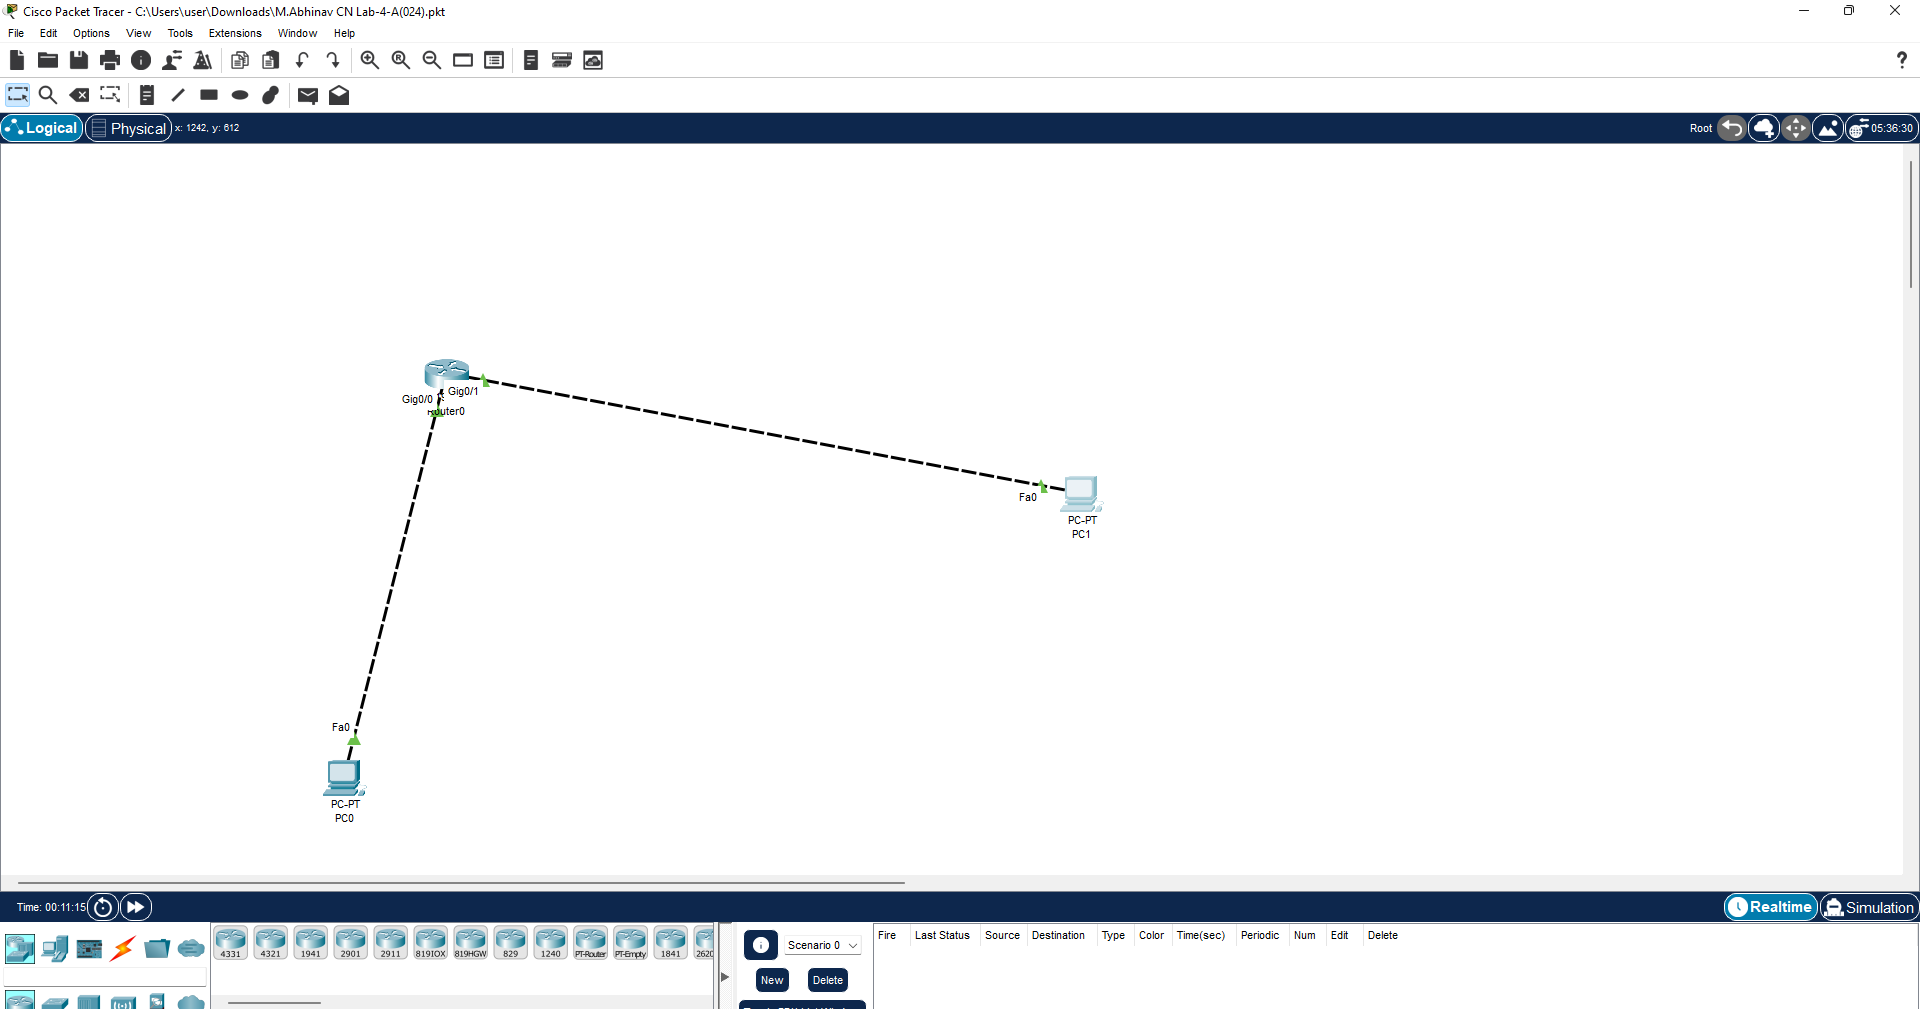 Cisco Packet Tracer - C:\Users\user\Downloads\M.Abhinav CN Lab-4-A(024).pkt
File Edit Options View Tools Extensions Window Help
?
Logical Physical x: 1242, y: 612 Root 05:36:30
Gig0/1
Gig0/0
Router0
Fa0
PC-PT
PC1
Fa0
PC-PT
PC0
Time: 00:11:15 Realtime Simulation
4331 4321 1941 2901 2911 819IOX 819HGW 829 1240 PT-Router PT-Empty 1841
Scenario 0
New Delete
Fire Last Status Source Destination Type Color Time(sec) Periodic Num Edit Delete